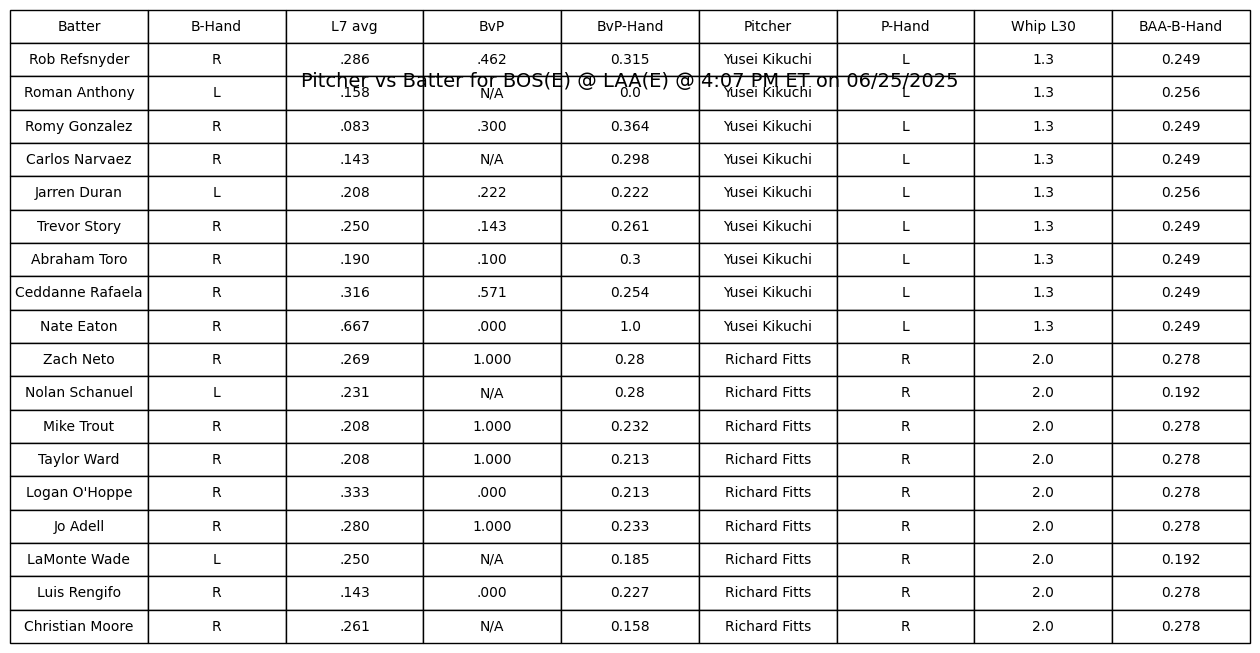 Batter B-Hand L7 avg BvP BvP-Hand Pitcher P-Hand Whip L30 BAA-B-Hand
Rob Refsnyder R .286 .462 0.315 Yusei Kikuchi L 1.3 0.249
Pitcher vs Batter for BOS(E) @ LAA(E) @ 4:07 PM ET on 06/25/2025
Roman Anthony L .158 N/A 0.0 Yusei Kikuchi L 1.3 0.256
Romy Gonzalez R .083 .300 0.364 Yusei Kikuchi L 1.3 0.249
Carlos Narvaez R .143 N/A 0.298 Yusei Kikuchi L 1.3 0.249
Jarren Duran L .208 .222 0.222 Yusei Kikuchi L 1.3 0.256
Trevor Story R .250 .143 0.261 Yusei Kikuchi L 1.3 0.249
Abraham Toro R .190 .100 0.3 Yusei Kikuchi L 1.3 0.249
Ceddanne Rafaela R .316 .571 0.254 Yusei Kikuchi L 1.3 0.249
Nate Eaton R .667 .000 1.0 Yusei Kikuchi L 1.3 0.249
Zach Neto R .269 1.000 0.28 Richard Fitts R 2.0 0.278
Nolan Schanuel L .231 N/A 0.28 Richard Fitts R 2.0 0.192
Mike Trout R .208 1.000 0.232 Richard Fitts R 2.0 0.278
Taylor Ward R .208 1.000 0.213 Richard Fitts R 2.0 0.278
Logan O'Hoppe R .333 .000 0.213 Richard Fitts R 2.0 0.278
Jo Adell R .280 1.000 0.233 Richard Fitts R 2.0 0.278
LaMonte Wade L .250 N/A 0.185 Richard Fitts R 2.0 0.192
Luis Rengifo R .143 .000 0.227 Richard Fitts R 2.0 0.278
Christian Moore R .261 N/A 0.158 Richard Fitts R 2.0 0.278